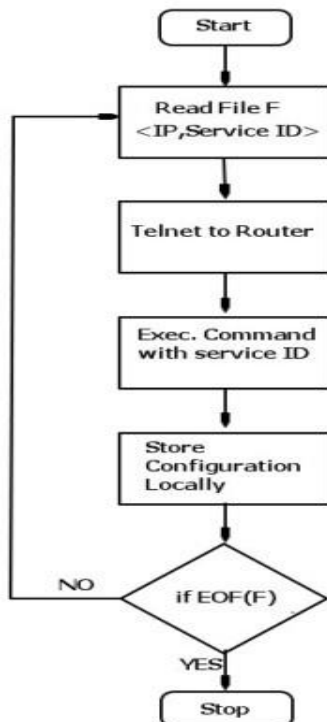 Start
Read File F
<IP,Service ID>
Telnet to Router
Exec. Command
with service ID
Store
Configuration
Locally
NO
if EOF(F)
YES
Stop